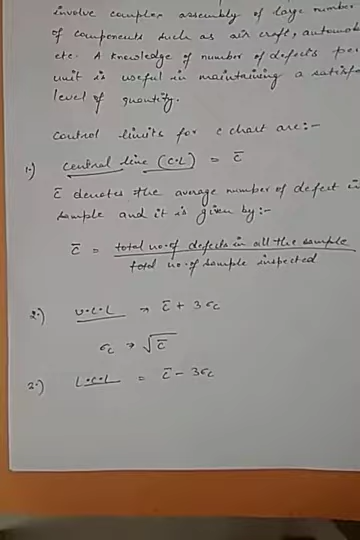 involve complex assembly of large number
of components such as air craft, automob
etc. A knowledge of number of defects per
unit is useful in maintaining a satisfa
level of quantity.
control limits for c chart are:-
1.) central line (C.L) = c̄
c̄ denotes the average number of defect in
sample and it is given by:-
c̄ = total no. of defects in all the sample / total no. of sample inspected
2.) U.C.L → c̄ + 3σc
σc → √c̄
3.) L.C.L = c̄ - 3σc